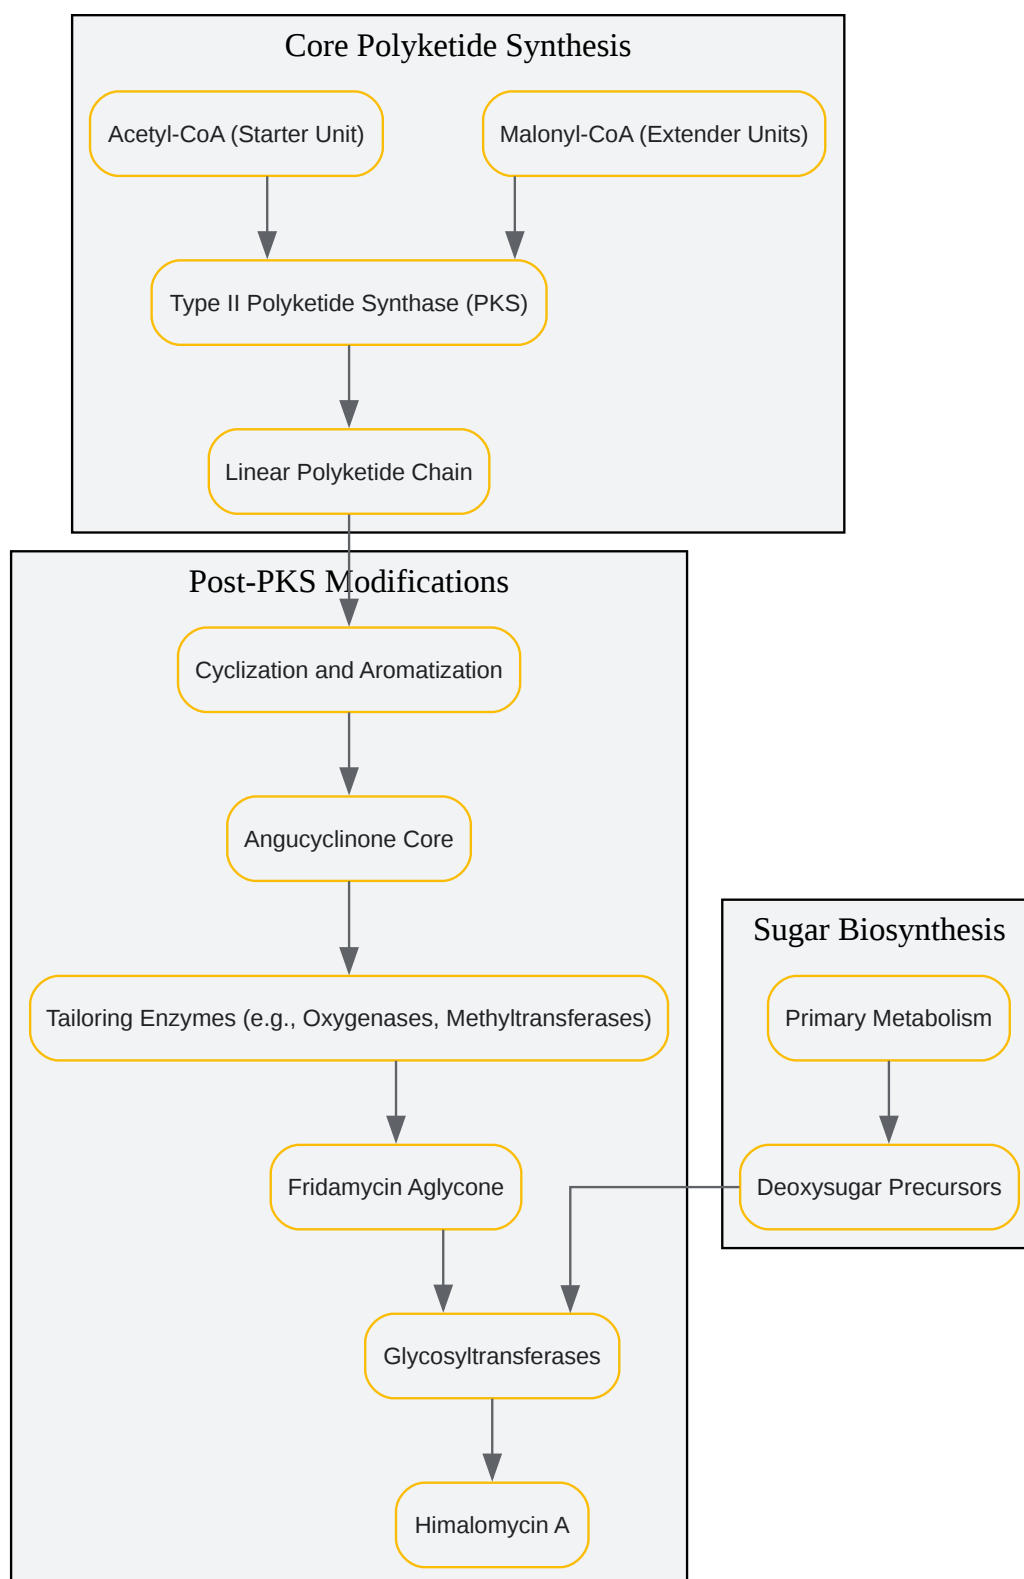 Core Polyketide Synthesis
Acetyl-CoA (Starter Unit)
Malonyl-CoA (Extender Units)
Type II Polyketide Synthase (PKS)
Linear Polyketide Chain
Post-PKS Modifications
Cyclization and Aromatization
Angucyclinone Core
Tailoring Enzymes (e.g., Oxygenases, Methyltransferases)
Fridamycin Aglycone
Glycosyltransferases
Himalomycin A
Sugar Biosynthesis
Primary Metabolism
Deoxysugar Precursors